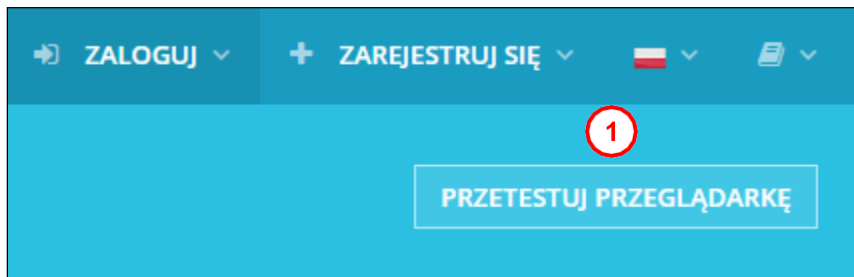 ZALOGUJ ZAREJESTRUJ SIĘ
1
PRZETESTUJ PRZEGLĄDARKĘ